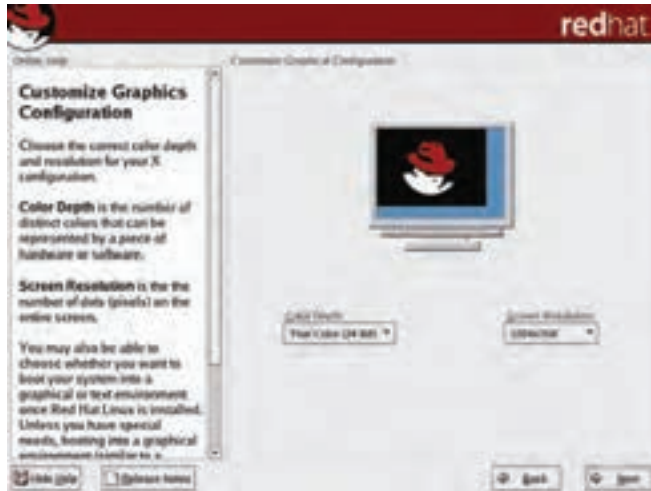 redhat
Online Help
Customize Graphical Configuration
Customize Graphics
Configuration
Choose the correct color depth
and resolution for your X
configuration.
Color Depth is the number of
distinct colors that can be
represented by a piece of
hardware or software.
Screen Resolution is the the
number of dots (pixels) on the
entire screen.
You may also be able to
choose whether you want to
boot your system into a
graphical or text environment
once Red Hat Linux is installed.
Unless you have special
needs, booting into a graphical
environment (similar to a
Color Depth
True Color (24 Bit)
Screen Resolution
1024x768
Hide Help
Release Notes
Back
Next